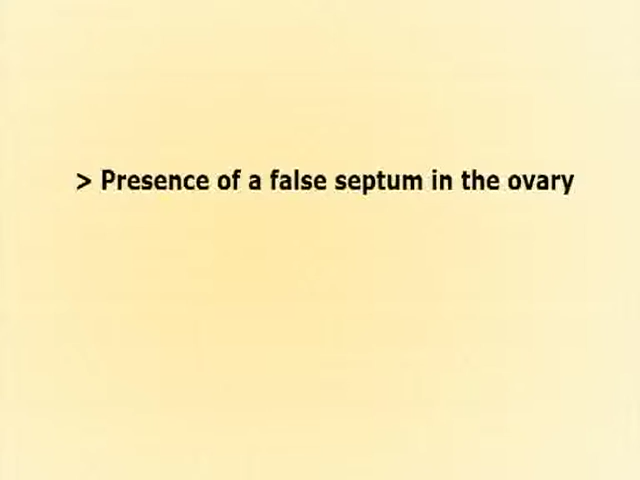 > Presence of a false septum in the ovary